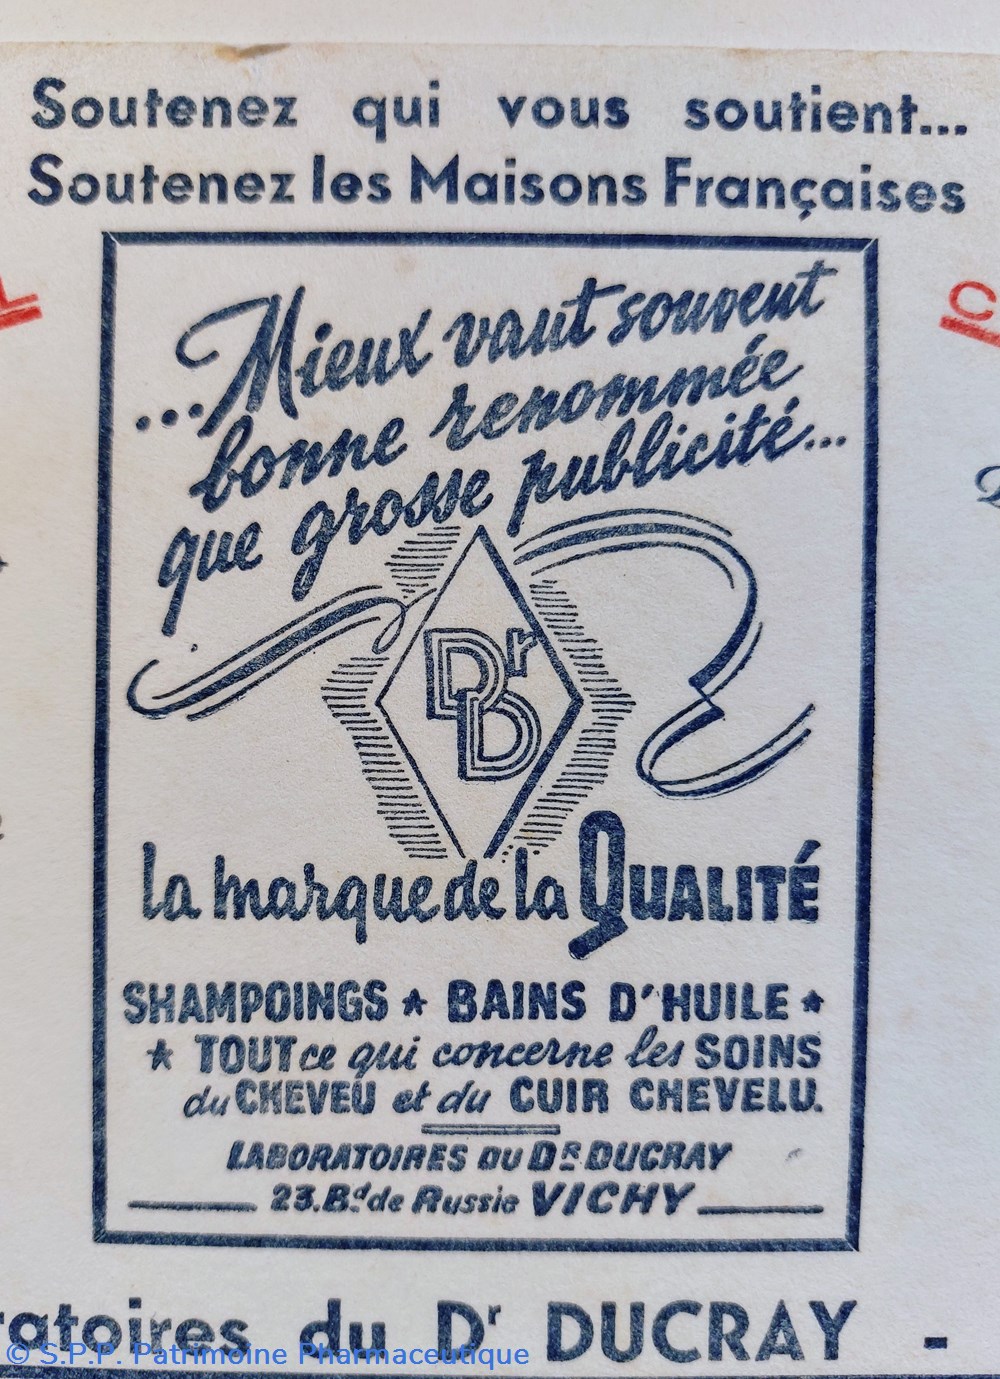 Soutenez qui vous soutient...
Soutenez les Maisons Françaises
...Mieux vaut souvent
bonne renommée
que grosse publicité...
Dr
D
la marque de la QUALITÉ
SHAMPOINGS ★ BAINS D'HUILE ★
★ TOUT ce qui concerne les SOINS
du CHEVEU et du CUIR CHEVELU.
LABORATOIRES DU DR DUCRAY
23. Bd de Russie VICHY
ratoires du Dr DUCRAY -
© S.P.P. Patrimoine Pharmaceutique